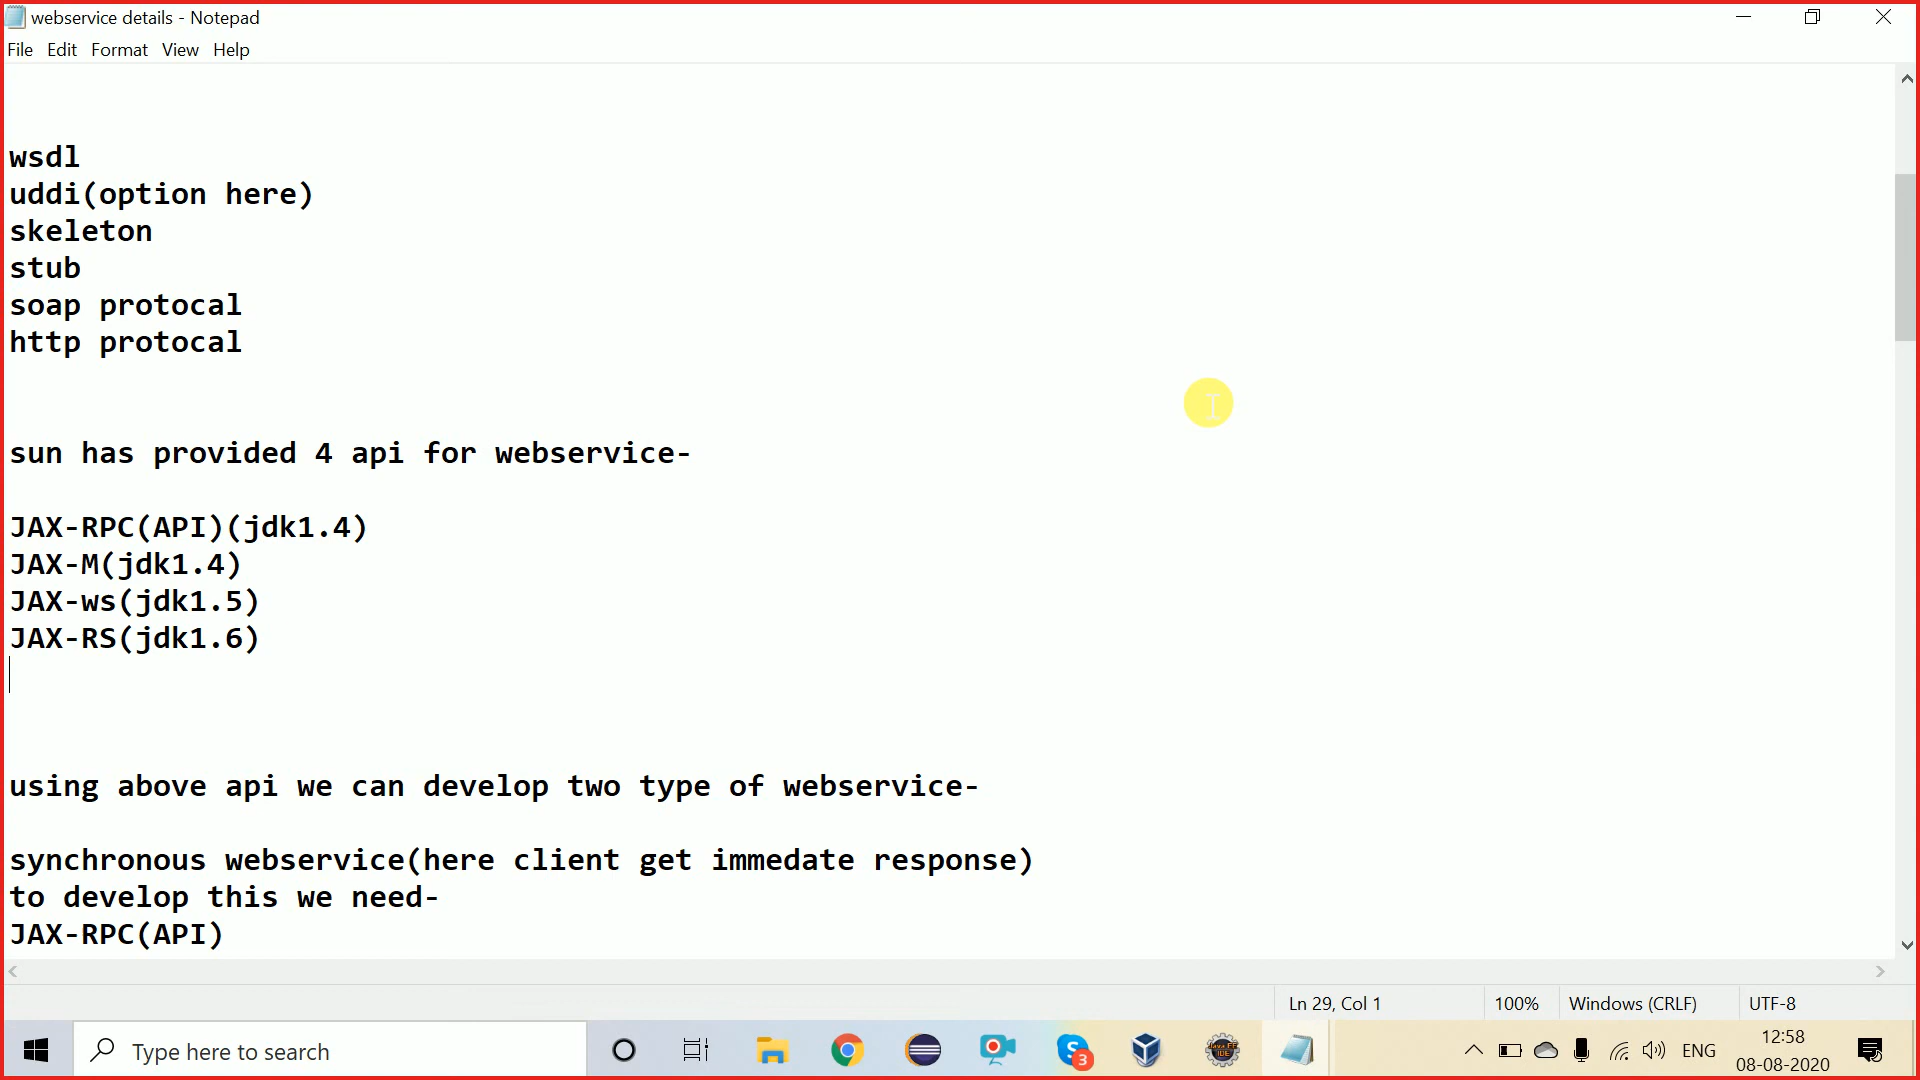 webservice details - Notepad
File Edit Format View Help
wsdl
uddi(option here)
skeleton
stub
soap protocal
http protocal
sun has provided 4 api for webservice-
JAX-RPC(API)(jdk1.4)
JAX-M(jdk1.4)
JAX-ws(jdk1.5)
JAX-RS(jdk1.6)
using above api we can develop two type of webservice-
synchronous webservice(here client get immedate response)
to develop this we need-
JAX-RPC(API)
Ln 29, Col 1 100% Windows (CRLF) UTF-8
Type here to search
3
ENG
12:58
08-08-2020